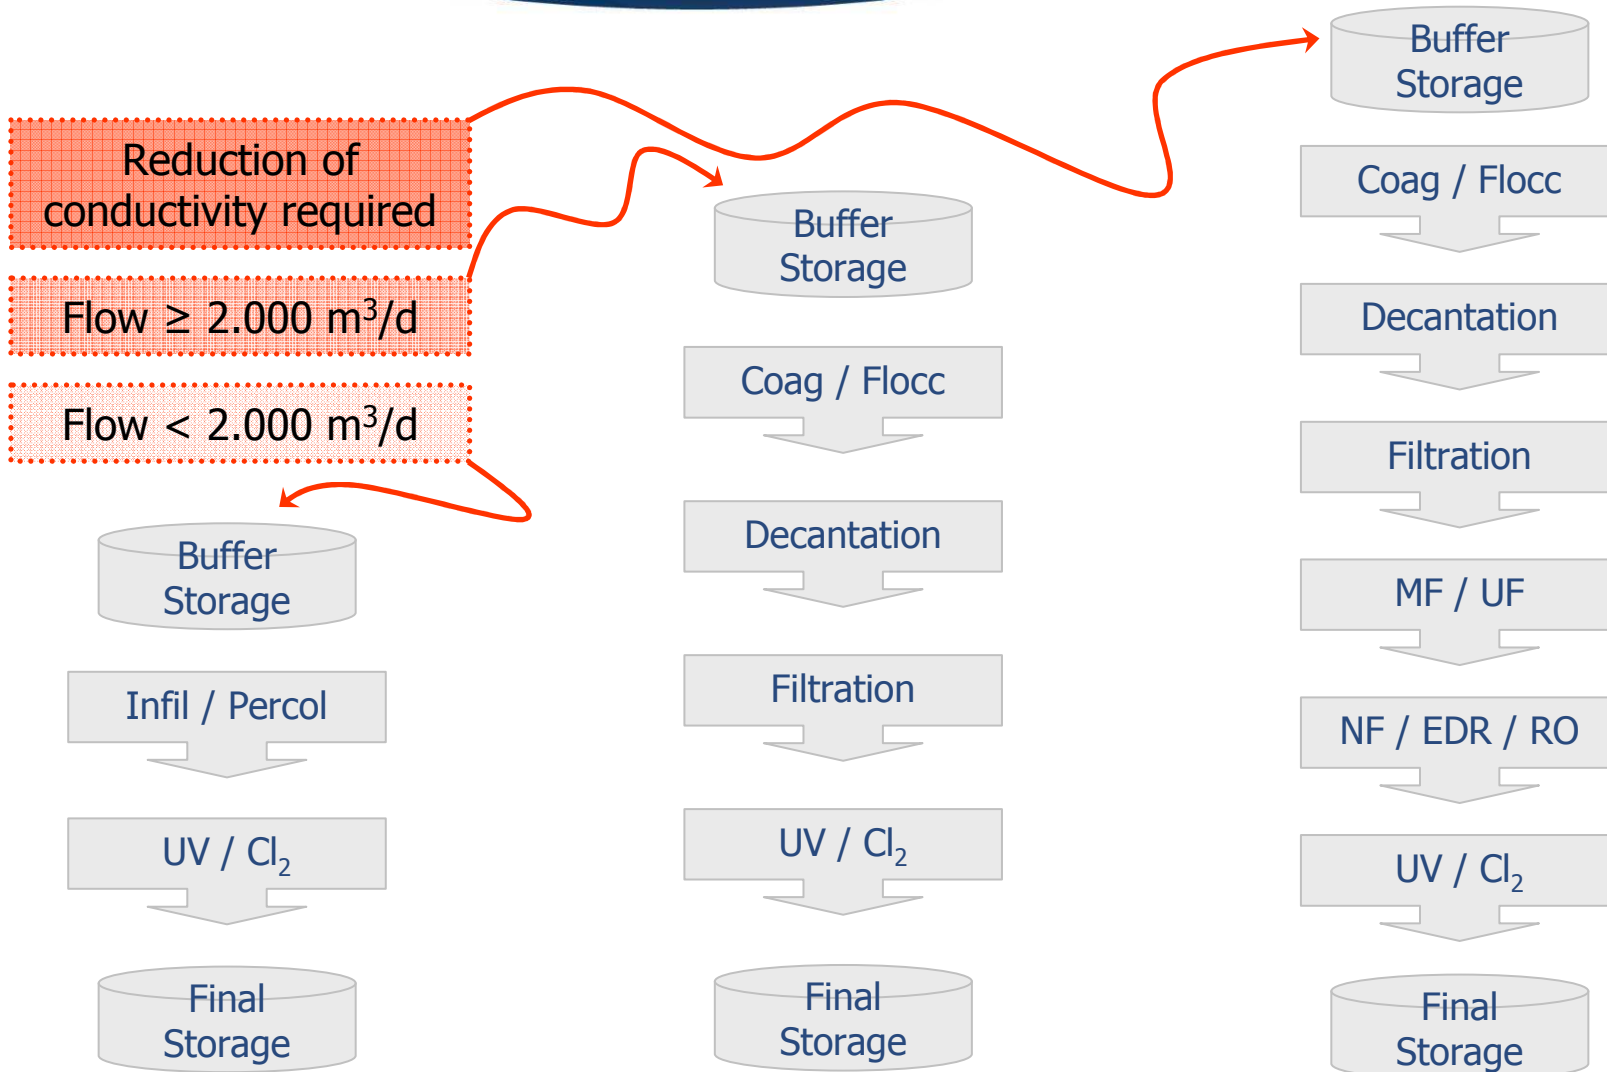 Reduction of
conductivity required
Flow ≥ 2.000 m³/d
Flow < 2.000 m³/d
Buffer
Storage
Infil / Percol
UV / Cl₂
Final
Storage
Buffer
Storage
Coag / Flocc
Decantation
Filtration
UV / Cl₂
Final
Storage
Buffer
Storage
Coag / Flocc
Decantation
Filtration
MF / UF
NF / EDR / RO
UV / Cl₂
Final
Storage